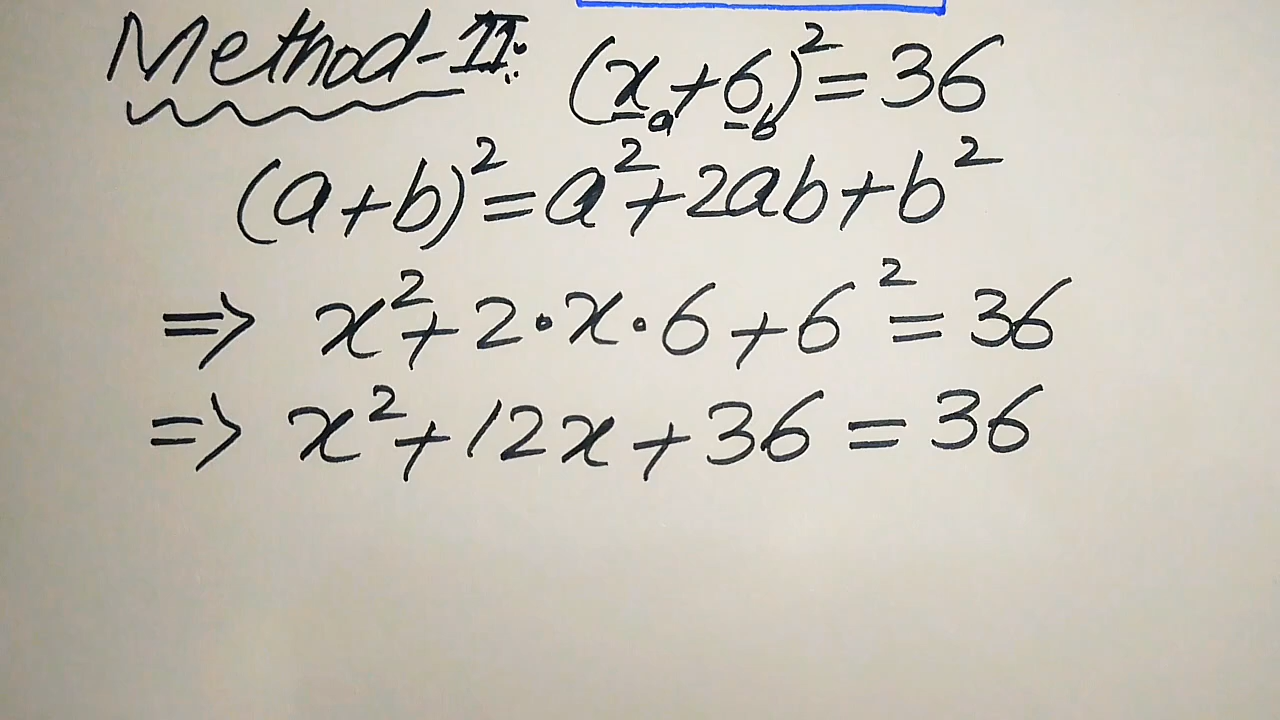 Method-II:
(x+6)²=36
a b
(a+b)²=a²+2ab+b²
⇒ x²+2·x·6+6²=36
⇒ x²+12x+36=36